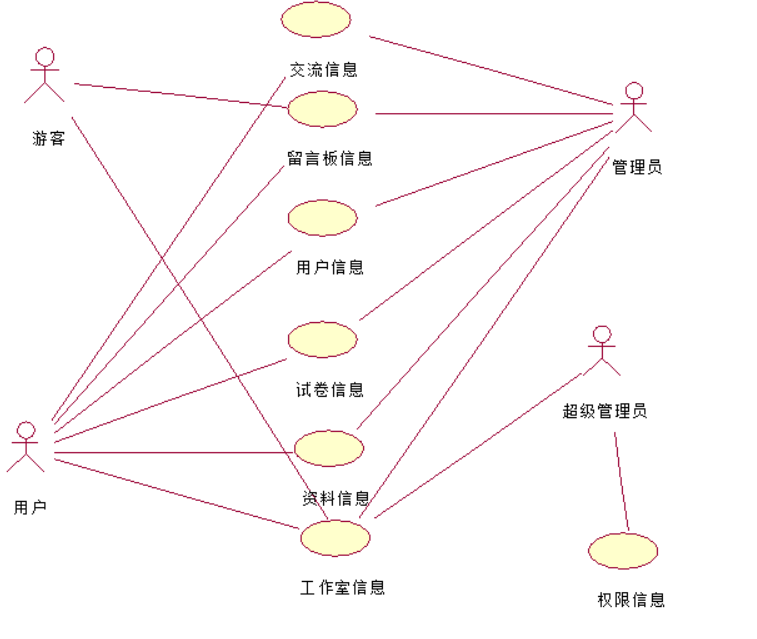 交流信息
游客
留言板信息
管理员
用户信息
试卷信息
超级管理员
资料信息
用户
工作室信息
权限信息